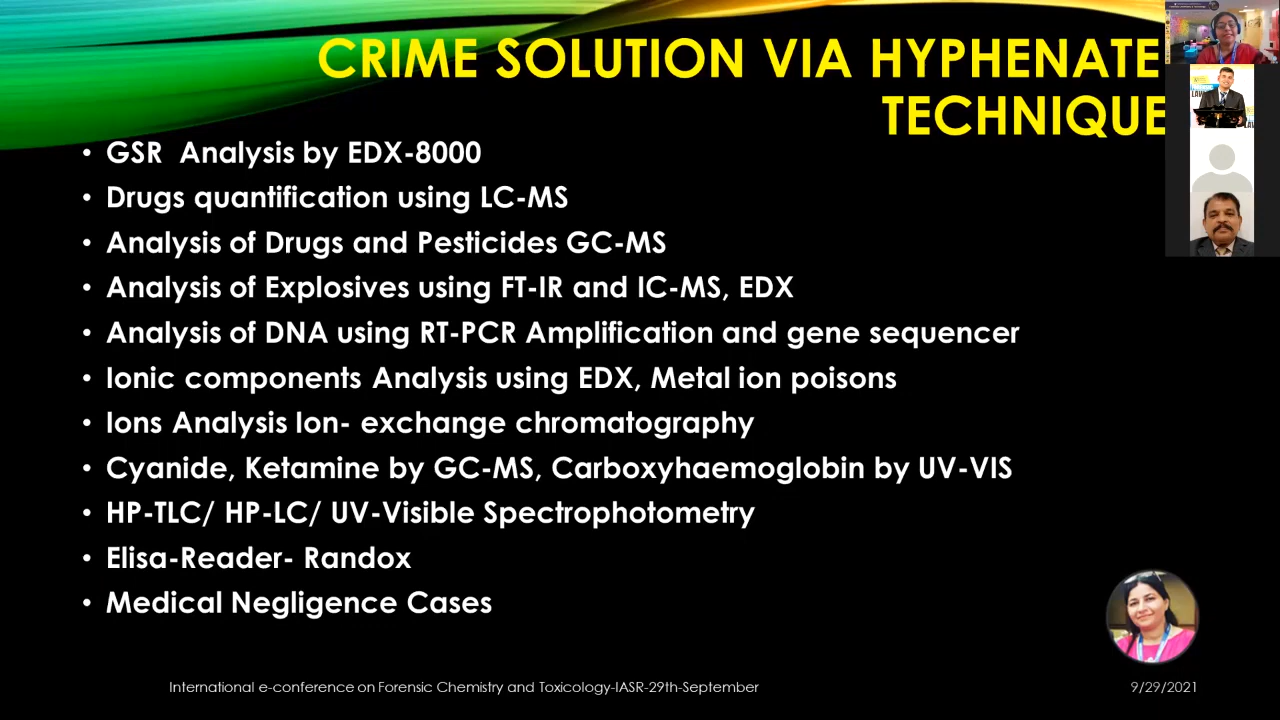 CRIME SOLUTION VIA HYPHENATE
TECHNIQUE
• GSR  Analysis by EDX-8000
• Drugs quantification using LC-MS
• Analysis of Drugs and Pesticides GC-MS
• Analysis of Explosives using FT-IR and IC-MS, EDX
• Analysis of DNA using RT-PCR Amplification and gene sequencer
• Ionic components Analysis using EDX, Metal ion poisons
• Ions Analysis Ion- exchange chromatography
• Cyanide, Ketamine by GC-MS, Carboxyhaemoglobin by UV-VIS
• HP-TLC/ HP-LC/ UV-Visible Spectrophotometry
• Elisa-Reader- Randox
• Medical Negligence Cases
International e-conference on Forensic Chemistry and Toxicology-IASR-29th-September
9/29/2021